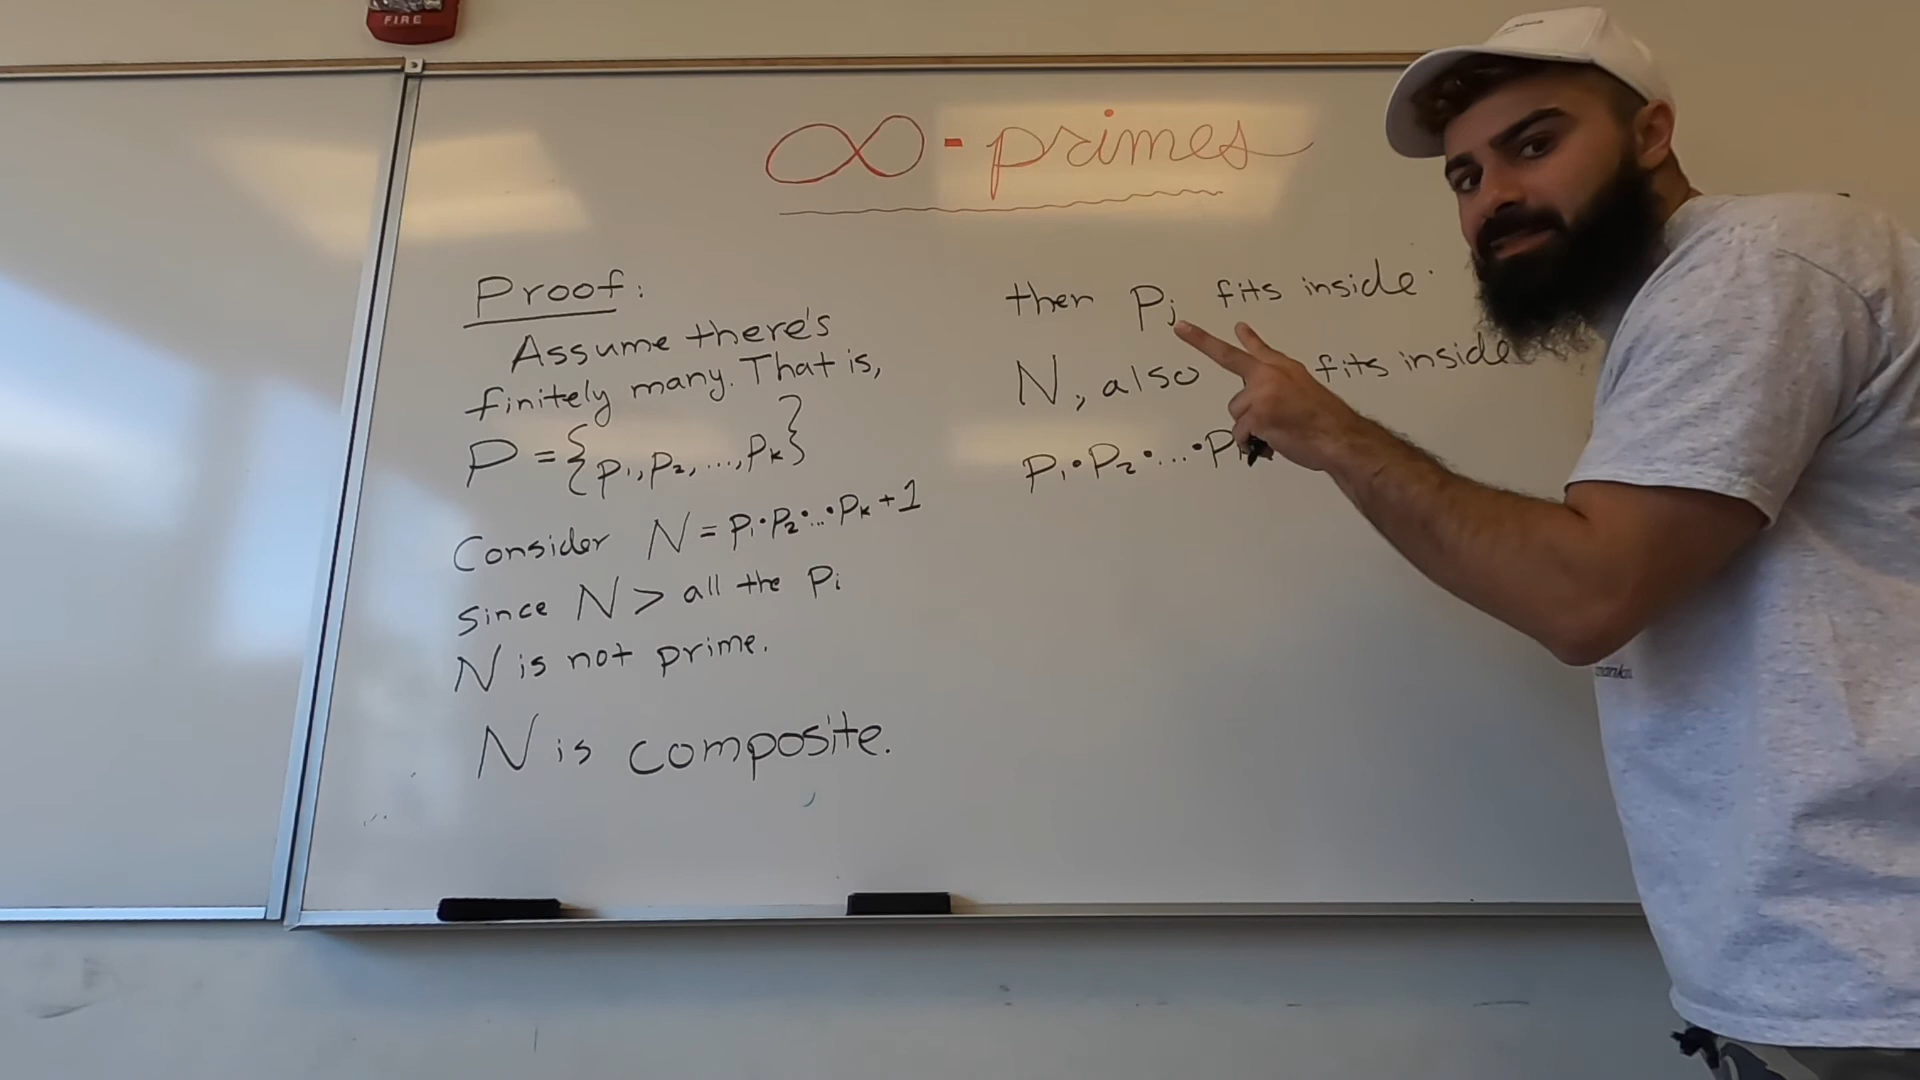 FIRE
∞-primes
Proof:
Assume there's
finitely many. That is,
P = {p₁, p₂, ..., pₖ}
Consider N = p₁·p₂·...·pₖ+1
since N > all the pᵢ
N is not prime.
N is composite.
then Pⱼ fits inside
N, also fits inside
p₁·p₂·...·p